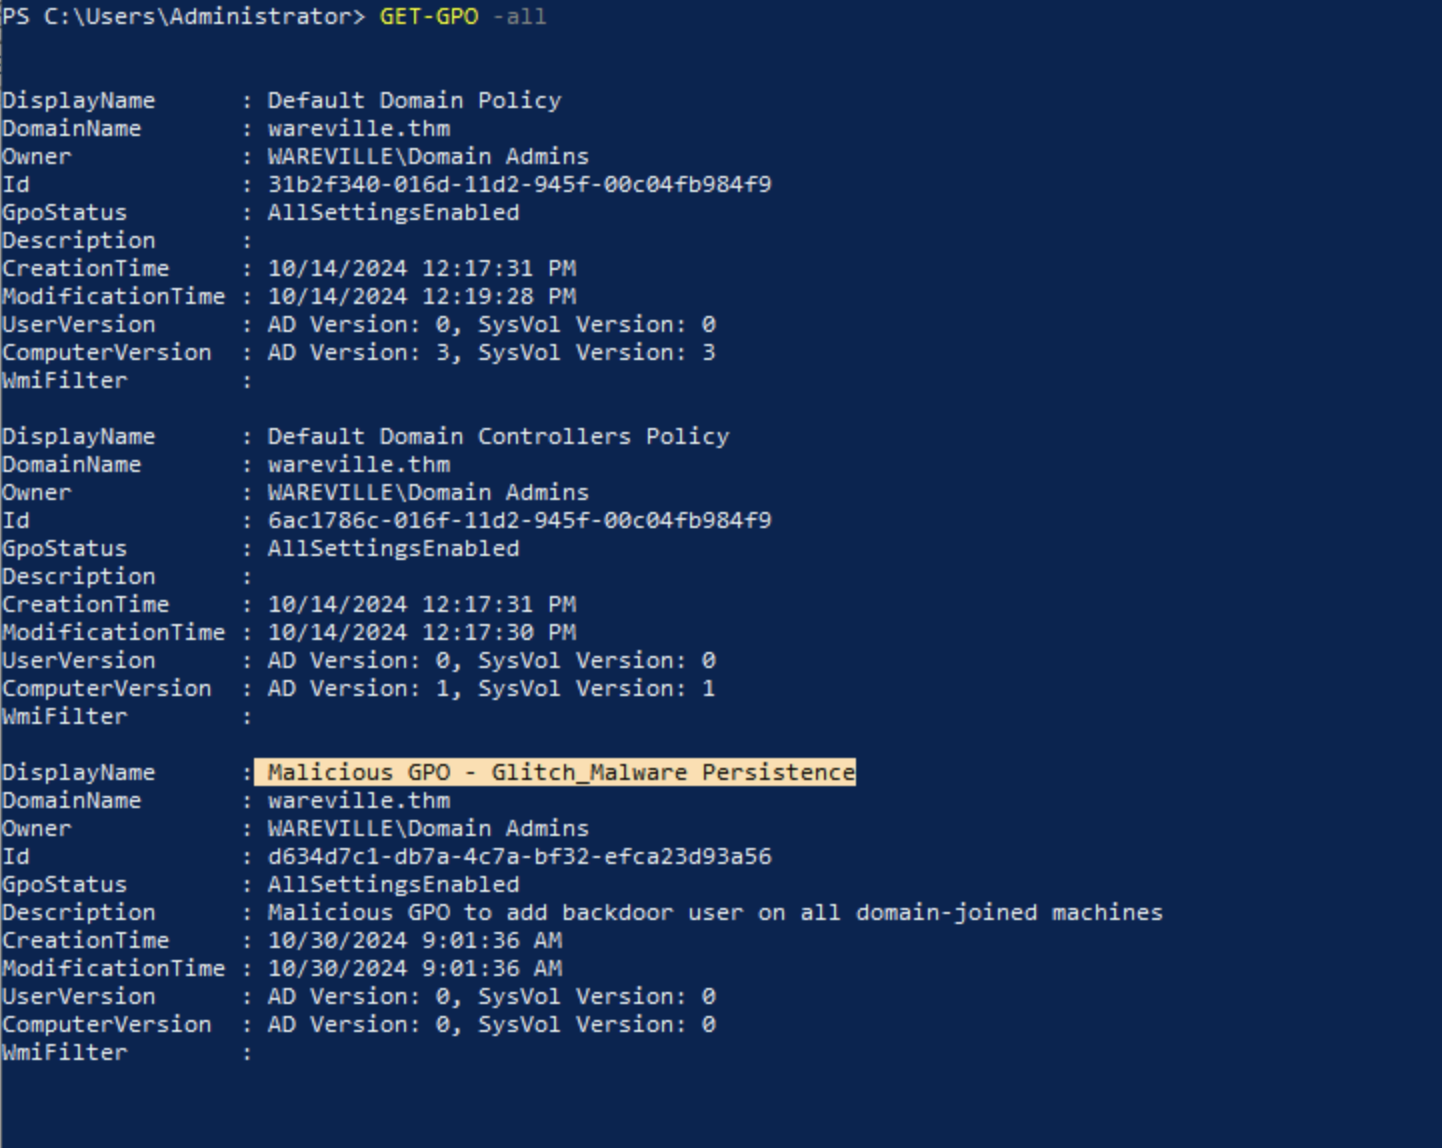 PS C:\Users\Administrator> GET-GPO -all
DisplayName      : Default Domain Policy
DomainName       : wareville.thm
Owner            : WAREVILLE\Domain Admins
Id               : 31b2f340-016d-11d2-945f-00c04fb984f9
GpoStatus        : AllSettingsEnabled
Description      :
CreationTime     : 10/14/2024 12:17:31 PM
ModificationTime : 10/14/2024 12:19:28 PM
UserVersion      : AD Version: 0, SysVol Version: 0
ComputerVersion  : AD Version: 3, SysVol Version: 3
WmiFilter        :
DisplayName      : Default Domain Controllers Policy
DomainName       : wareville.thm
Owner            : WAREVILLE\Domain Admins
Id               : 6ac1786c-016f-11d2-945f-00c04fb984f9
GpoStatus        : AllSettingsEnabled
Description      :
CreationTime     : 10/14/2024 12:17:31 PM
ModificationTime : 10/14/2024 12:17:30 PM
UserVersion      : AD Version: 0, SysVol Version: 0
ComputerVersion  : AD Version: 1, SysVol Version: 1
WmiFilter        :
DisplayName      : Malicious GPO - Glitch_Malware Persistence
DomainName       : wareville.thm
Owner            : WAREVILLE\Domain Admins
Id               : d634d7c1-db7a-4c7a-bf32-efca23d93a56
GpoStatus        : AllSettingsEnabled
Description      : Malicious GPO to add backdoor user on all domain-joined machines
CreationTime     : 10/30/2024 9:01:36 AM
ModificationTime : 10/30/2024 9:01:36 AM
UserVersion      : AD Version: 0, SysVol Version: 0
ComputerVersion  : AD Version: 0, SysVol Version: 0
WmiFilter        :